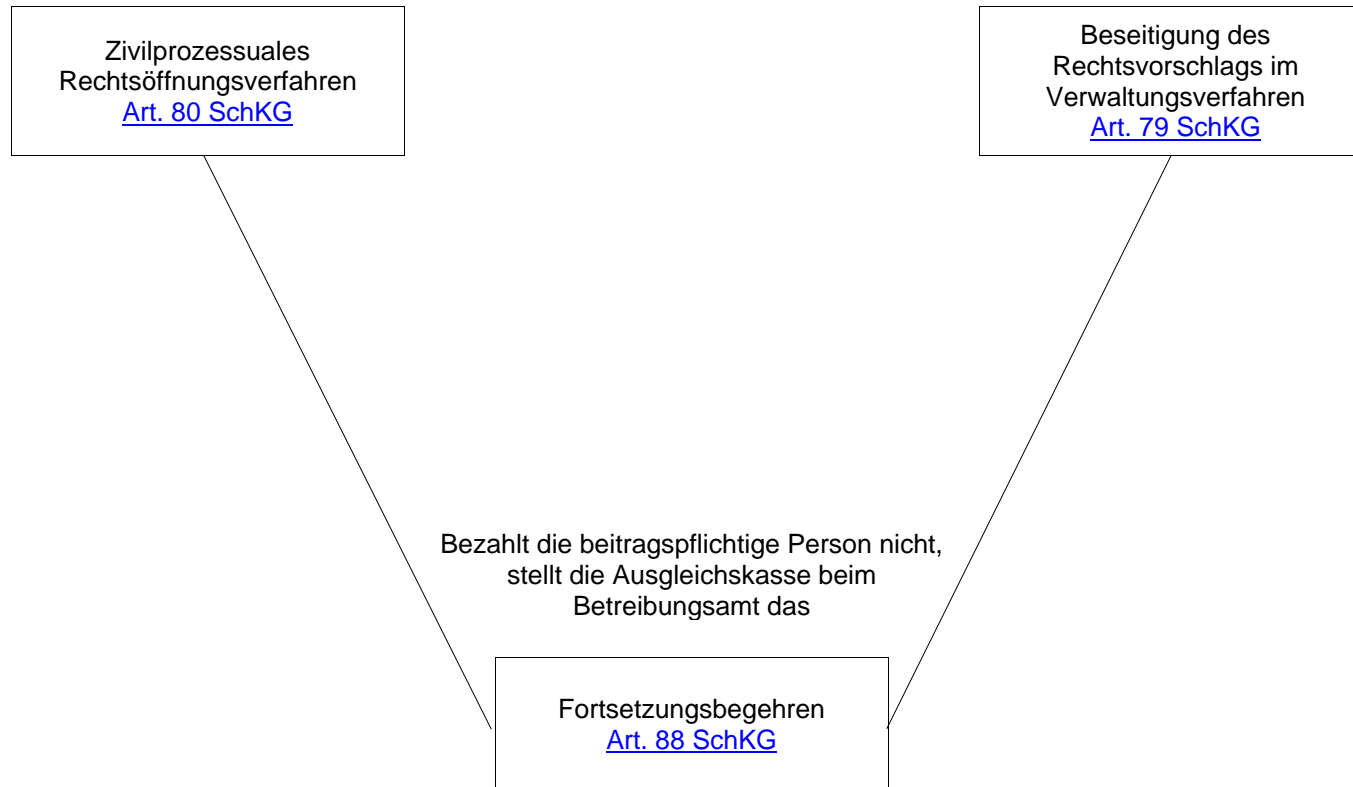 Zivilprozessuales
Rechtsöffnungsverfahren
Art. 80 SchKG
Beseitigung des
Rechtsvorschlags im
Verwaltungsverfahren
Art. 79 SchKG
Bezahlt die beitragspflichtige Person nicht,
stellt die Ausgleichskasse beim
Betreibungsamt das
Fortsetzungsbegehren
Art. 88 SchKG